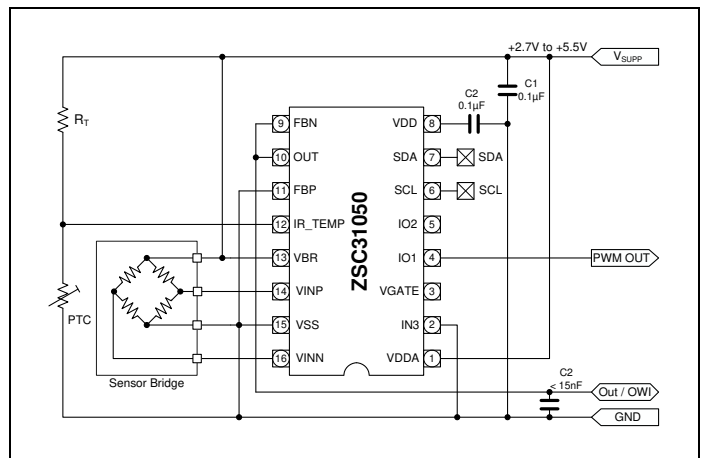 +2.7V to +5.5V
VSUPP
C1
0.1µF
C2
0.1µF
RT
9 FBN
VDD 8
10 OUT
SDA 7
SDA
11 FBP
SCL 6
SCL
12 IR_TEMP
IO2 5
13 VBR
IO1 4
PWM OUT
14 VINP
VGATE 3
15 VSS
IN3 2
16 VINN
VDDA 1
ZSC31050
PTC
Sensor Bridge
C2
< 15nF
Out / OWI
GND